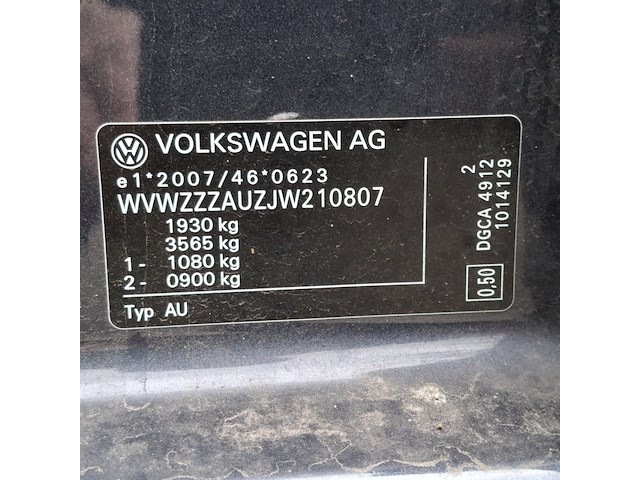 VOLKSWAGEN AG
e1*2007/46*0623
WVWZZZAUZJW210807
1930 kg
3565 kg
1- 1080 kg
2- 0900 kg
Typ AU
2
DGCA 4912
1014129
0,50